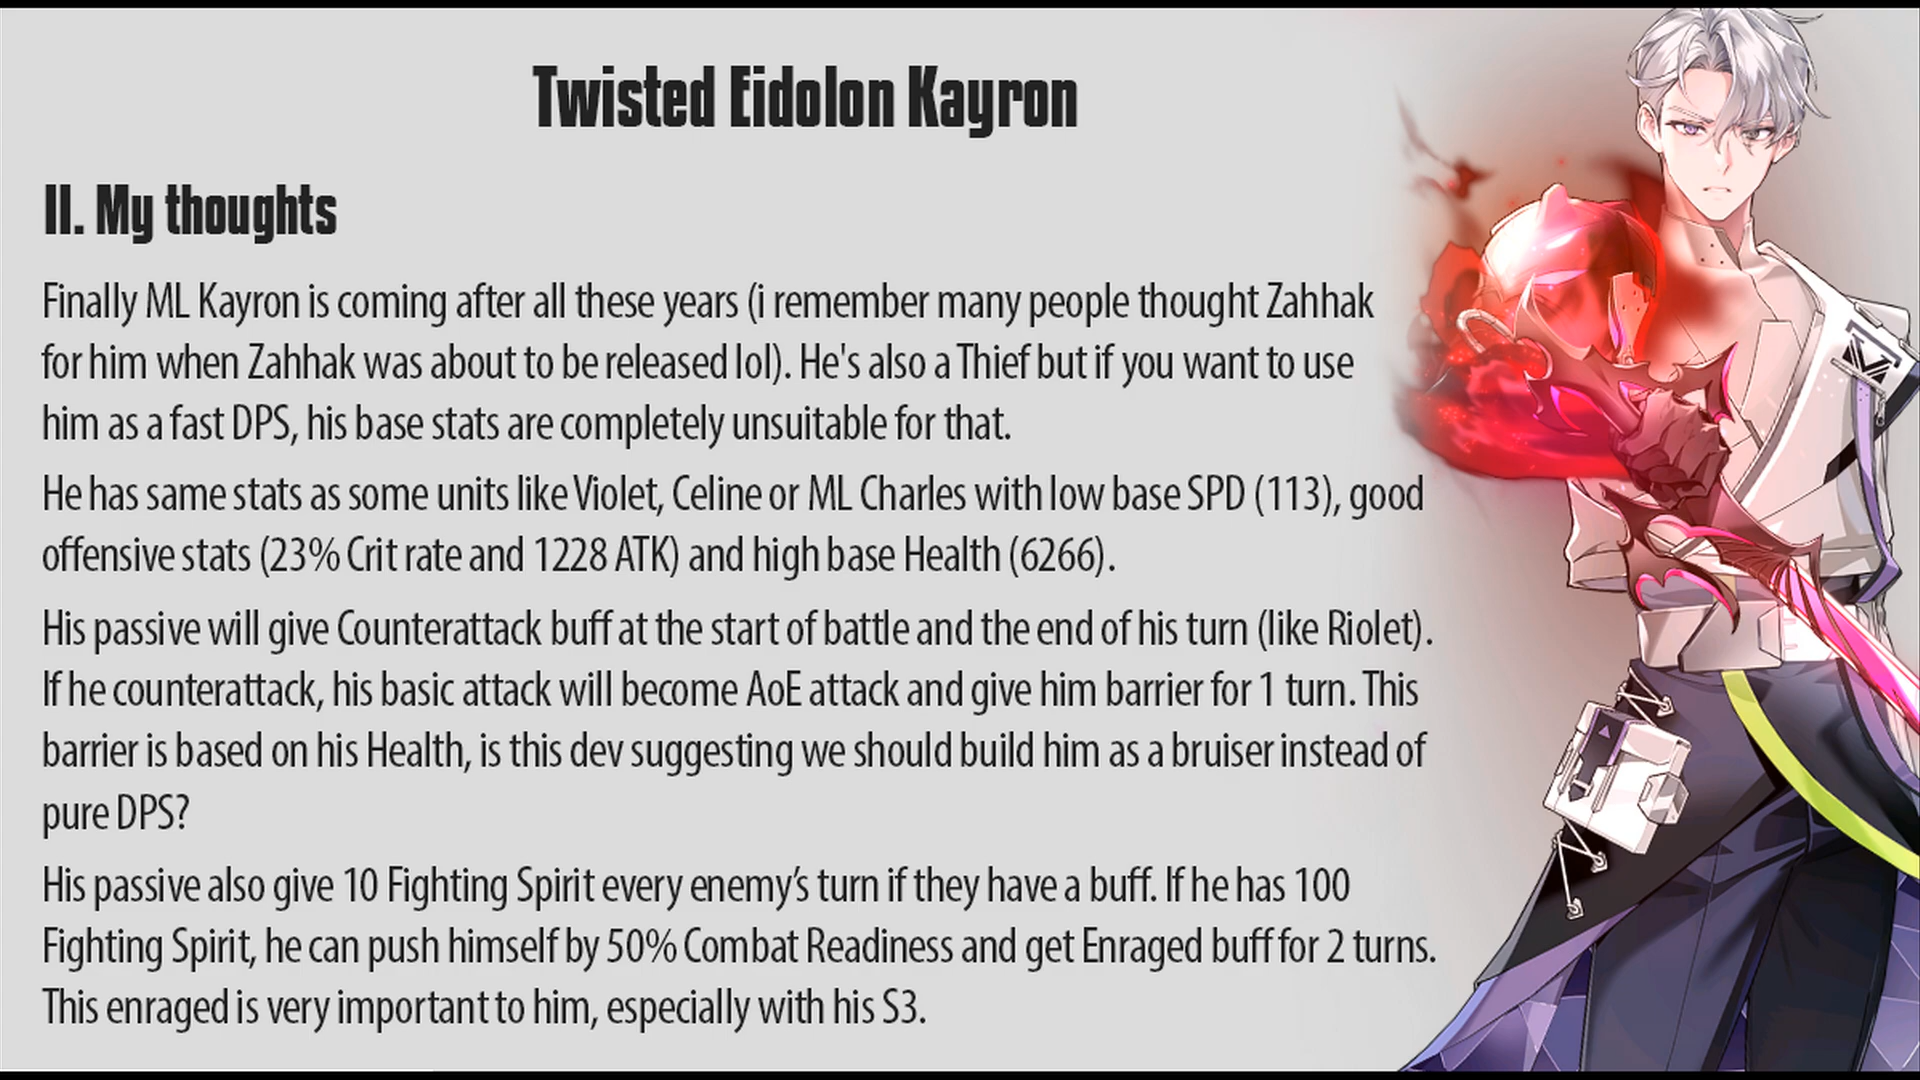 Twisted Eidolon Kayron
II. My thoughts
Finally ML Kayron is coming after all these years (i remember many people thought Zahhak
for him when Zahhak was about to be released lol). He's also a Thief but if you want to use
him as a fast DPS, his base stats are completely unsuitable for that.
He has same stats as some units like Violet, Celine or ML Charles with low base SPD (113), good
offensive stats (23% Crit rate and 1228 ATK) and high base Health (6266).
His passive will give Counterattack buff at the start of battle and the end of his turn (like Riolet).
If he counterattack, his basic attack will become AoE attack and give him barrier for 1 turn. This
barrier is based on his Health, is this dev suggesting we should build him as a bruiser instead of
pure DPS?
His passive also give 10 Fighting Spirit every enemy’s turn if they have a buff. If he has 100
Fighting Spirit, he can push himself by 50% Combat Readiness and get Enraged buff for 2 turns.
This enraged is very important to him, especially with his S3.